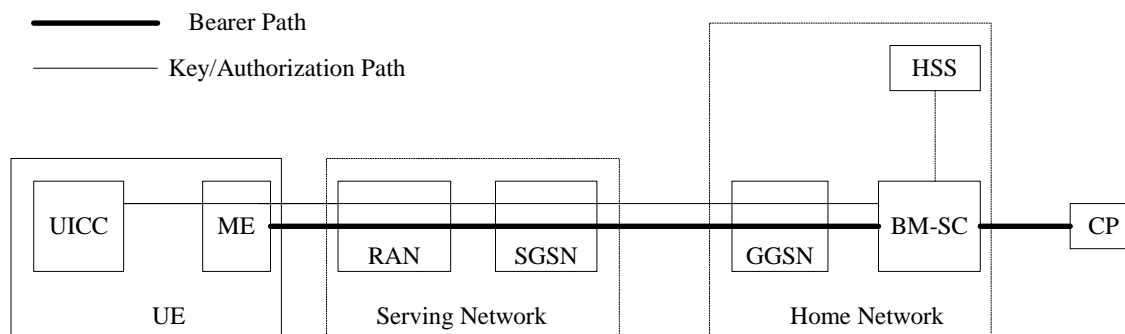 Bearer Path
Key/Authorization Path
HSS
UICC
ME
RAN
SGSN
GGSN
BM-SC
CP
UE
Serving Network
Home Network